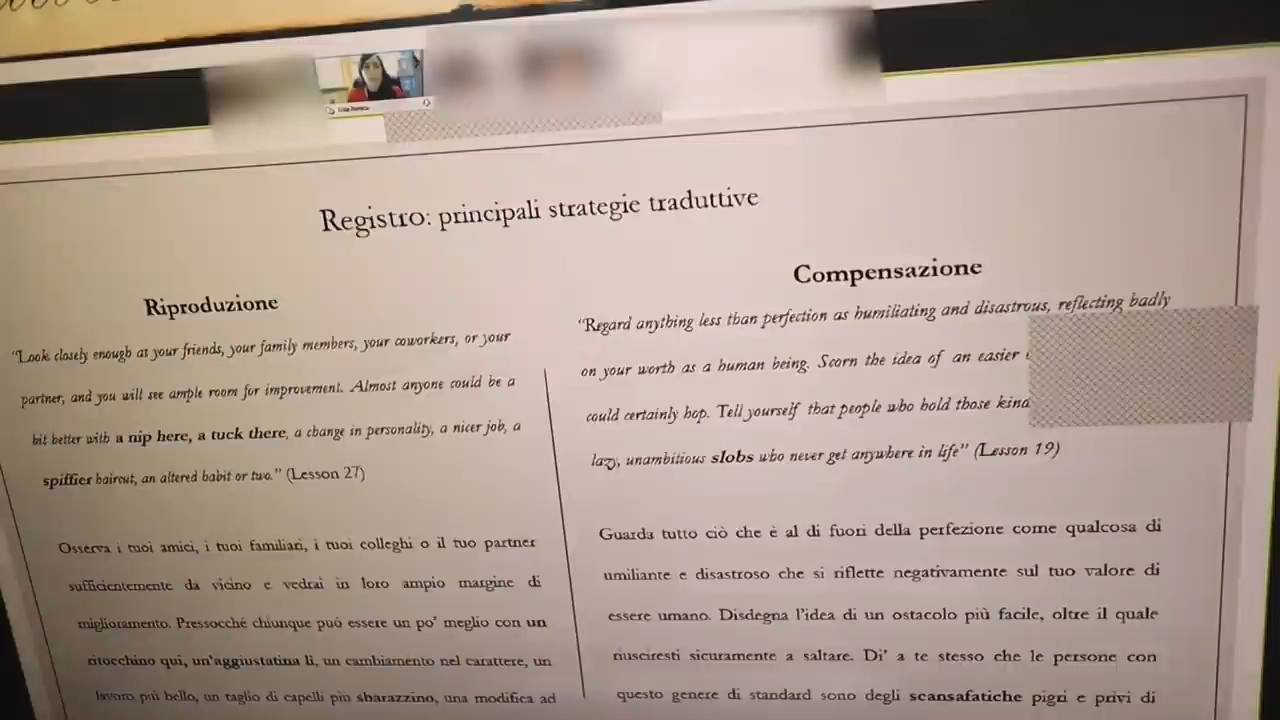 Registro: principali strategie traduttive
Riproduzione
"Look closely enough at your friends, your family members, your coworkers, or your
partner, and you will see ample room for improvement. Almost anyone could be a
bit better with a nip here, a tuck there, a change in personality, a nicer job, a
spiffier haircut, an altered habit or two." (Lesson 27)
Osserva i tuoi amici, i tuoi familiari, i tuoi colleghi o il tuo partner
sufficientemente da vicino e vedrai in loro ampio margine di
miglioramento. Pressocché chiunque può essere un po' meglio con un
ritocchino qui, un'aggiustatina lì, un cambiamento nel carattere, un
lavoro più bello, un taglio di capelli più sbarazzino, una modifica ad
Compensazione
"Regard anything less than perfection as humiliating and disastrous, reflecting badly
on your worth as a human being. Scorn the idea of an easier
could certainly hop. Tell yourself that people who hold those kind
lazy, unambitious slobs who never get anywhere in life" (Lesson 19)
Guarda tutto ciò che è al di fuori della perfezione come qualcosa di
umiliante e disastroso che si riflette negativamente sul tuo valore di
essere umano. Disdegna l'idea di un ostacolo più facile, oltre il quale
riusciresti sicuramente a saltare. Di' a te stesso che le persone con
questo genere di standard sono degli scansafatiche pigri e privi di